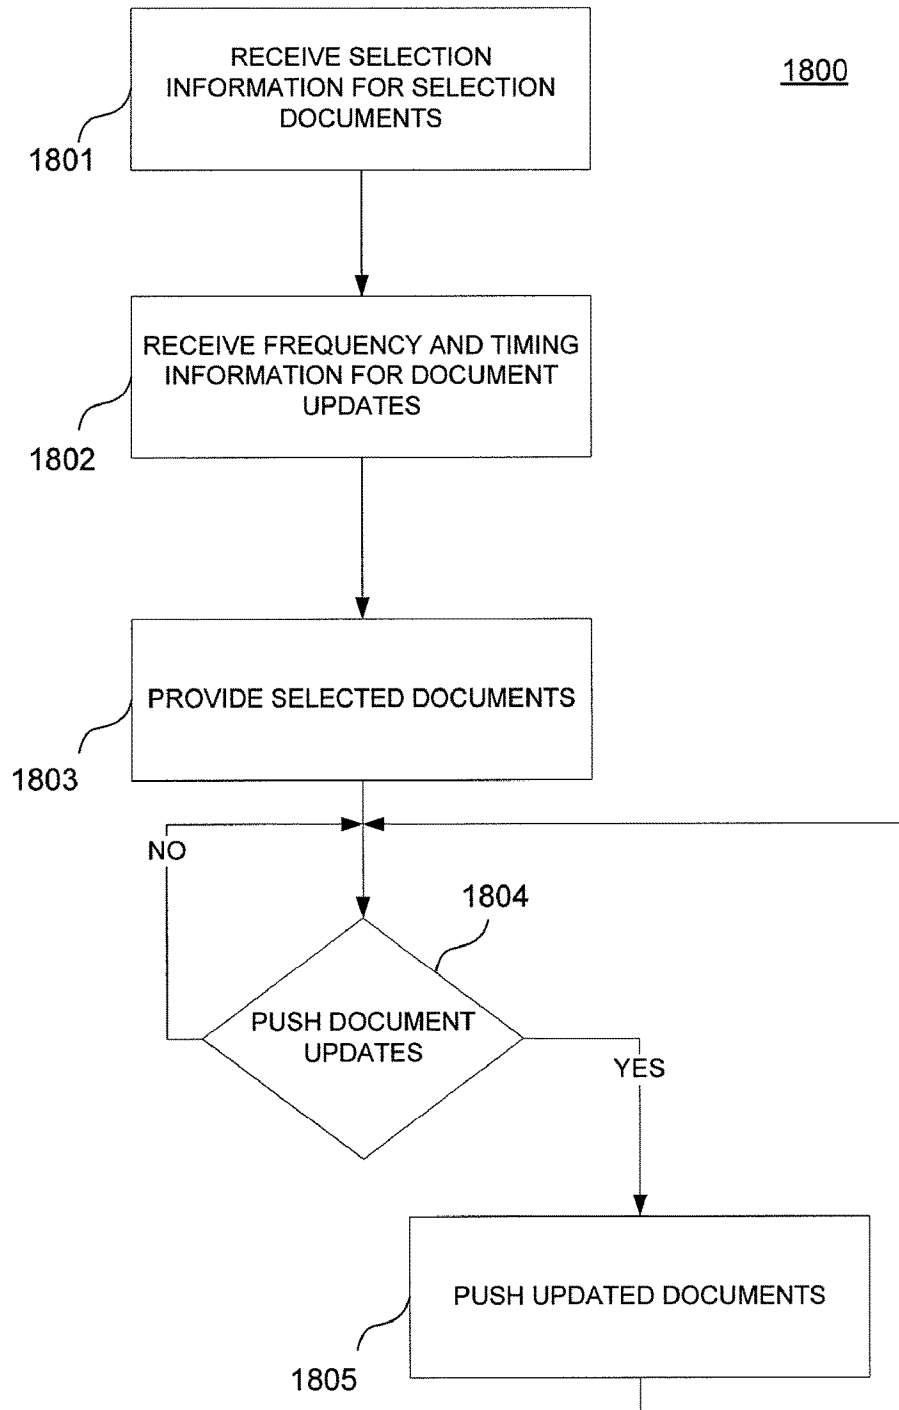 1800
RECEIVE SELECTION
INFORMATION FOR SELECTION
DOCUMENTS
1801
RECEIVE FREQUENCY AND TIMING
INFORMATION FOR DOCUMENT
UPDATES
1802
PROVIDE SELECTED DOCUMENTS
1803
NO
1804
PUSH DOCUMENT
UPDATES
YES
PUSH UPDATED DOCUMENTS
1805